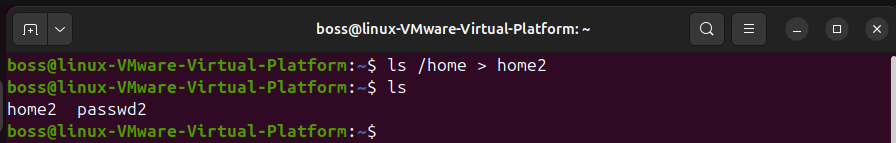 boss@linux-VMware-Virtual-Platform: ~
boss@linux-VMware-Virtual-Platform:~$ ls /home > home2
boss@linux-VMware-Virtual-Platform:~$ ls
home2  passwd2
boss@linux-VMware-Virtual-Platform:~$